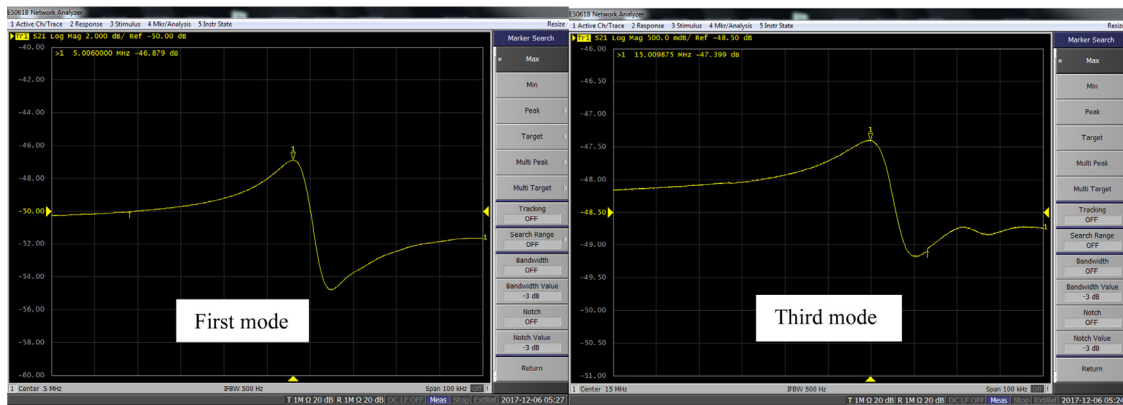 E5061B Network Analyzer
1 Active Ch/Trace 2 Response 3 Stimulus 4 Mkr/Analysis 5 Instr State
Resize
Tr1 S21 Log Mag 2.000 dB/ Ref -50.00 dB
>1 5.0060000 MHz -46.879 dB
-40.00
-42.00
-44.00
-46.00
-48.00
-50.00
-52.00
-54.00
-56.00
-58.00
-60.00
1
1
First mode
Marker Search
Max
Min
Peak
Target
Multi Peak
Multi Target
Tracking
OFF
Search Range
OFF
Bandwidth
OFF
Bandwidth Value
-3 dB
Notch
OFF
Notch Value
-3 dB
Return
1 Center 5 MHz
IFBW 500 Hz
Span 100 kHz Off !
T 1M Ω 20 dB R 1M Ω 20 dB DC LF OFF Meas Stop ExtRef 2017-12-06 05:27
E5061B Network Analyzer
1 Active Ch/Trace 2 Response 3 Stimulus 4 Mkr/Analysis 5 Instr State
Resize
Tr1 S21 Log Mag 500.0 mdB/ Ref -48.50 dB
>1 15.009875 MHz -47.399 dB
-46.00
-46.50
-47.00
-47.50
-48.00
-48.50
-49.00
-49.50
-50.00
-50.50
-51.00
1
1
Third mode
Marker Search
Max
Min
Peak
Target
Multi Peak
Multi Target
Tracking
OFF
Search Range
OFF
Bandwidth
OFF
Bandwidth Value
-3 dB
Notch
OFF
Notch Value
-3 dB
Return
1 Center 15 MHz
IFBW 500 Hz
Span 100 kHz Off !
T 1M Ω 20 dB R 1M Ω 20 dB DC LF OFF Meas Stop ExtRef 2017-12-06 05:24